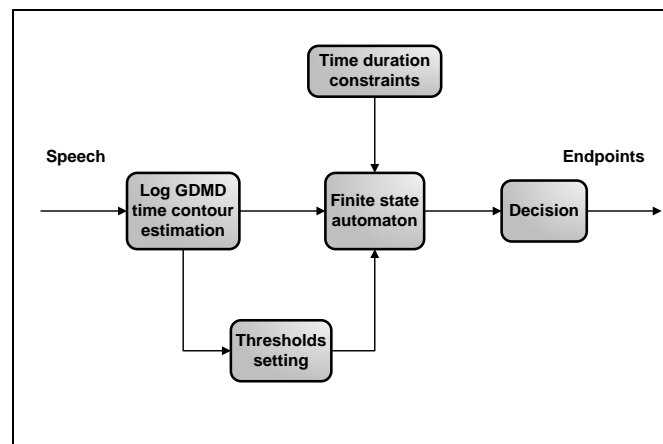 Time duration
constraints
Speech
Endpoints
Log GDMD
time contour
estimation
Finite state
automaton
Decision
Thresholds
setting